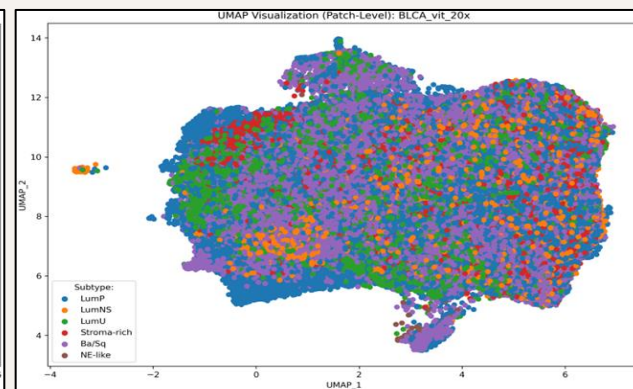 UMAP Visualization (Patch-Level): BLCA_vit_20x
14
12
10
8
6
4
UMAP_2
Subtype:
LumP
LumNS
LumU
Stroma-rich
Ba/Sq
NE-like
−4
−2
0
2
4
6
UMAP_1